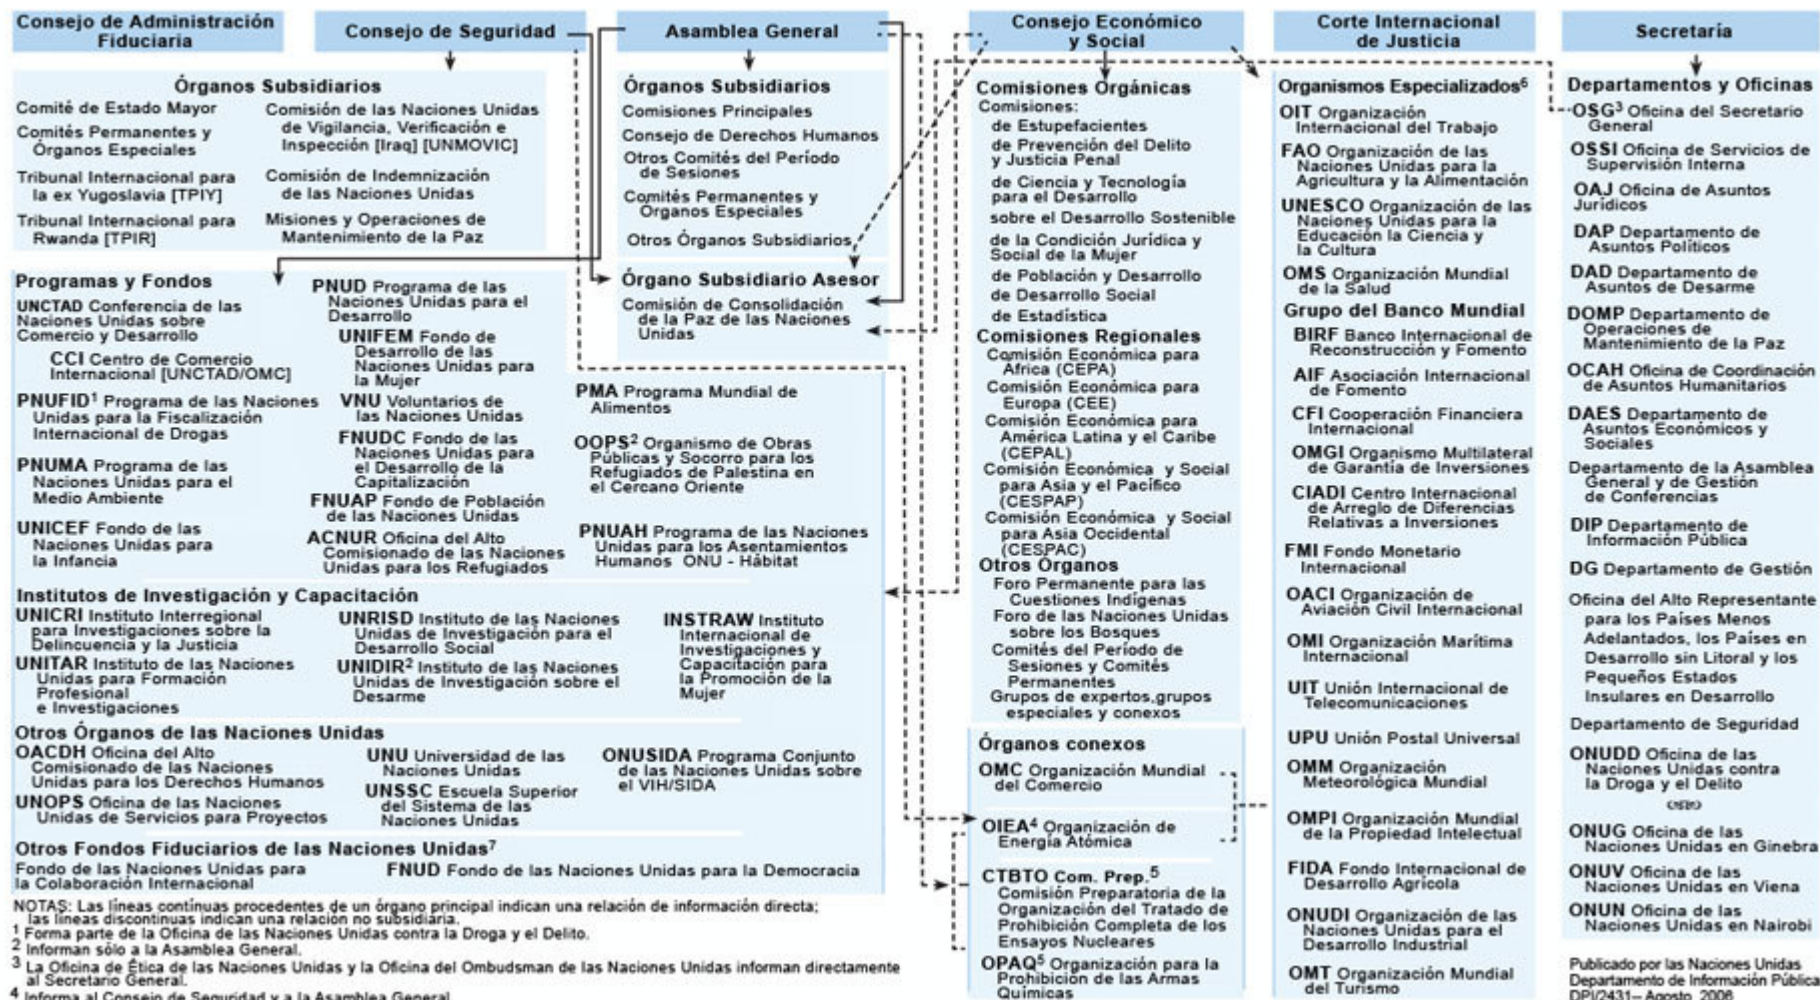 Consejo de Administración
Fiduciaria
Consejo de Seguridad
Asamblea General
Consejo Económico
y Social
Corte Internacional
de Justicia
Secretaría
Órganos Subsidiarios
Comité de Estado Mayor
Comités Permanentes y
Órganos Especiales
Tribunal Internacional para
la ex Yugoslavia [TPIY]
Tribunal Internacional para
Rwanda [TPIR]
Comisión de las Naciones Unidas
de Vigilancia, Verificación e
Inspección [Iraq] [UNMOVIC]
Comisión de Indemnización
de las Naciones Unidas
Misiones y Operaciones de
Mantenimiento de la Paz
Órganos Subsidiarios
Comisiones Principales
Consejo de Derechos Humanos
Otros Comités del Período
de Sesiones
Comités Permanentes y
Órganos Especiales
Otros Órganos Subsidiarios
Órgano Subsidiario Asesor
Comisión de Consolidación
de la Paz de las Naciones
Unidas
Programas y Fondos
UNCTAD Conferencia de las
Naciones Unidas sobre
Comercio y Desarrollo
CCI Centro de Comercio
Internacional [UNCTAD/OMC]
PNUFID¹ Programa de las Naciones
Unidas para la Fiscalización
Internacional de Drogas
PNUMA Programa de las
Naciones Unidas para el
Medio Ambiente
UNICEF Fondo de las
Naciones Unidas para
la Infancia
PNUD Programa de las
Naciones Unidas para el
Desarrollo
UNIFEM Fondo de
Desarrollo de las
Naciones Unidas para
la Mujer
VNU Voluntarios de
las Naciones Unidas
FNUDC Fondo de las
Naciones Unidas para
el Desarrollo de la
Capitalización
FNUAP Fondo de Población
de las Naciones Unidas
ACNUR Oficina del Alto
Comisionado de las Naciones
Unidas para los Refugiados
PMA Programa Mundial de
Alimentos
OOPS² Organismo de Obras
Públicas y Socorro para los
Refugiados de Palestina en
el Cercano Oriente
PNUAH Programa de las Naciones
Unidas para los Asentamientos
Humanos ONU - Hábitat
Institutos de Investigación y Capacitación
UNICRI Instituto Interregional
para Investigaciones sobre la
Delincuencia y la Justicia
UNITAR Instituto de las Naciones
Unidas para Formación
Profesional
e Investigaciones
UNRISD Instituto de las Naciones
Unidas de Investigación para el
Desarrollo Social
UNIDIR² Instituto de las Naciones
Unidas de Investigación sobre el
Desarme
INSTRAW Instituto
Internacional de
Investigaciones y
Capacitación para
la Promoción de la
Mujer
Otros Órganos de las Naciones Unidas
OACDH Oficina del Alto
Comisionado de las Naciones
Unidas para los Derechos Humanos
UNOPS Oficina de las Naciones
Unidas de Servicios para Proyectos
UNU Universidad de las
Naciones Unidas
UNSSC Escuela Superior
del Sistema de las
Naciones Unidas
ONUSIDA Programa Conjunto
de las Naciones Unidas sobre
el VIH/SIDA
Otros Fondos Fiduciarios de las Naciones Unidas⁷
Fondo de las Naciones Unidas para
la Colaboración Internacional
FNUD Fondo de las Naciones Unidas para la Democracia
NOTAS: Las líneas contínuas procedentes de un órgano principal indican una relación de información directa;
las líneas discontinuas indican una relación no subsidiaria.
¹ Forma parte de la Oficina de las Naciones Unidas contra la Droga y el Delito.
² Informan sólo a la Asamblea General.
³ La Oficina de Ética de las Naciones Unidas y la Oficina del Ombudsman de las Naciones Unidas informan directamente
al Secretario General.
⁴ Informa al Consejo de Seguridad y a la Asamblea General
Comisiones Orgánicas
Comisiones:
de Estupefacientes
de Prevención del Delito
y Justicia Penal
de Ciencia y Tecnología
para el Desarrollo
sobre el Desarrollo Sostenible
de la Condición Jurídica y
Social de la Mujer
de Población y Desarrollo
de Desarrollo Social
de Estadística
Comisiones Regionales
Comisión Económica para
África (CEPA)
Comisión Económica para
Europa (CEE)
Comisión Económica para
América Latina y el Caribe
(CEPAL)
Comisión Económica y Social
para Asia y el Pacífico
(CESPAP)
Comisión Económica y Social
para Asia Occidental
(CESPAC)
Otros Órganos
Foro Permanente para las
Cuestiones Indígenas
Foro de las Naciones Unidas
sobre los Bosques
Comités del Período de
Sesiones y Comités
Permanentes
Grupos de expertos,grupos
especiales y conexos
Órganos conexos
OMC Organización Mundial
del Comercio
OIEA⁴ Organización de
Energía Atómica
CTBTO Com. Prep.⁵
Comisión Preparatoria de la
Organización del Tratado de
Prohibición Completa de los
Ensayos Nucleares
OPAQ⁵ Organización para la
Prohibición de las Armas
Químicas
Organismos Especializados⁶
OIT Organización
Internacional del Trabajo
FAO Organización de las
Naciones Unidas para la
Agricultura y la Alimentación
UNESCO Organización de las
Naciones Unidas para la
Educación la Ciencia y
la Cultura
OMS Organización Mundial
de la Salud
Grupo del Banco Mundial
BIRF Banco Internacional de
Reconstrucción y Fomento
AIF Asociación Internacional
de Fomento
CFI Cooperación Financiera
Internacional
OMGI Organismo Multilateral
de Garantía de Inversiones
CIADI Centro Internacional
de Arreglo de Diferencias
Relativas a Inversiones
FMI Fondo Monetario
Internacional
OACI Organización de
Aviación Civil Internacional
OMI Organización Marítima
Internacional
UIT Unión Internacional de
Telecomunicaciones
UPU Unión Postal Universal
OMM Organización
Meteorológica Mundial
OMPI Organización Mundial
de la Propiedad Intelectual
FIDA Fondo Internacional de
Desarrollo Agrícola
ONUDI Organización de las
Naciones Unidas para el
Desarrollo Industrial
OMT Organización Mundial
del Turismo
Departamentos y Oficinas
OSG³ Oficina del Secretario
General
OSSI Oficina de Servicios de
Supervisión Interna
OAJ Oficina de Asuntos
Jurídicos
DAP Departamento de
Asuntos Políticos
DAD Departamento de
Asuntos de Desarme
DOMP Departamento de
Operaciones de
Mantenimiento de la Paz
OCAH Oficina de Coordinación
de Asuntos Humanitarios
DAES Departamento de
Asuntos Económicos y
Sociales
Departamento de la Asamblea
General y de Gestión
de Conferencias
DIP Departamento de
Información Pública
DG Departamento de Gestión
Oficina del Alto Representante
para los Países Menos
Adelantados, los Países en
Desarrollo sin Litoral y los
Pequeños Estados
Insulares en Desarrollo
Departamento de Seguridad
ONUDD Oficina de las
Naciones Unidas contra
la Droga y el Delito
ONUG Oficina de las
Naciones Unidas en Ginebra
ONUV Oficina de las
Naciones Unidas en Viena
ONUN Oficina de las
Naciones Unidas en Nairobi
Publicado por las Naciones Unidas
Departamento de Información Pública
DPI/2431– Agosto 2006